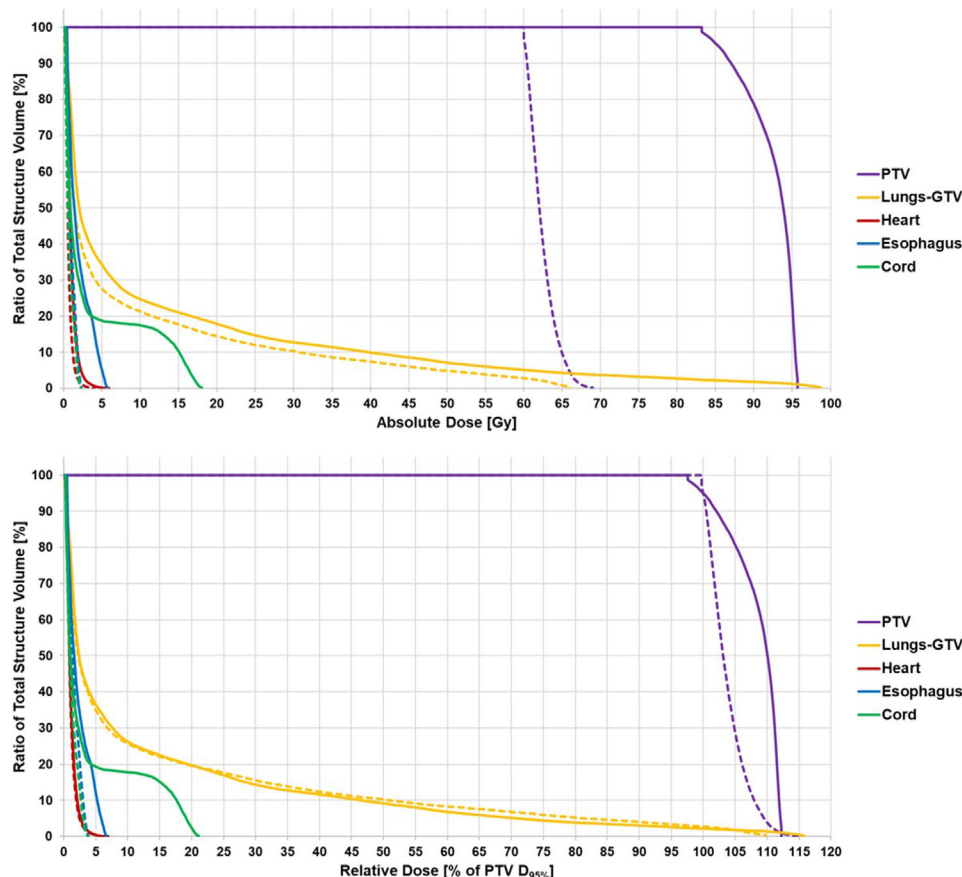 Ratio of Total Structure Volume [%]
100
90
80
70
60
50
40
30
20
10
0
0 5 10 15 20 25 30 35 40 45 50 55 60 65 70 75 80 85 90 95 100
Absolute Dose [Gy]
PTV
Lungs-GTV
Heart
Esophagus
Cord
Ratio of Total Structure Volume [%]
100
90
80
70
60
50
40
30
20
10
0
0 5 10 15 20 25 30 35 40 45 50 55 60 65 70 75 80 85 90 95 100 105 110 115 120
Relative Dose [% of PTV D95%]
PTV
Lungs-GTV
Heart
Esophagus
Cord